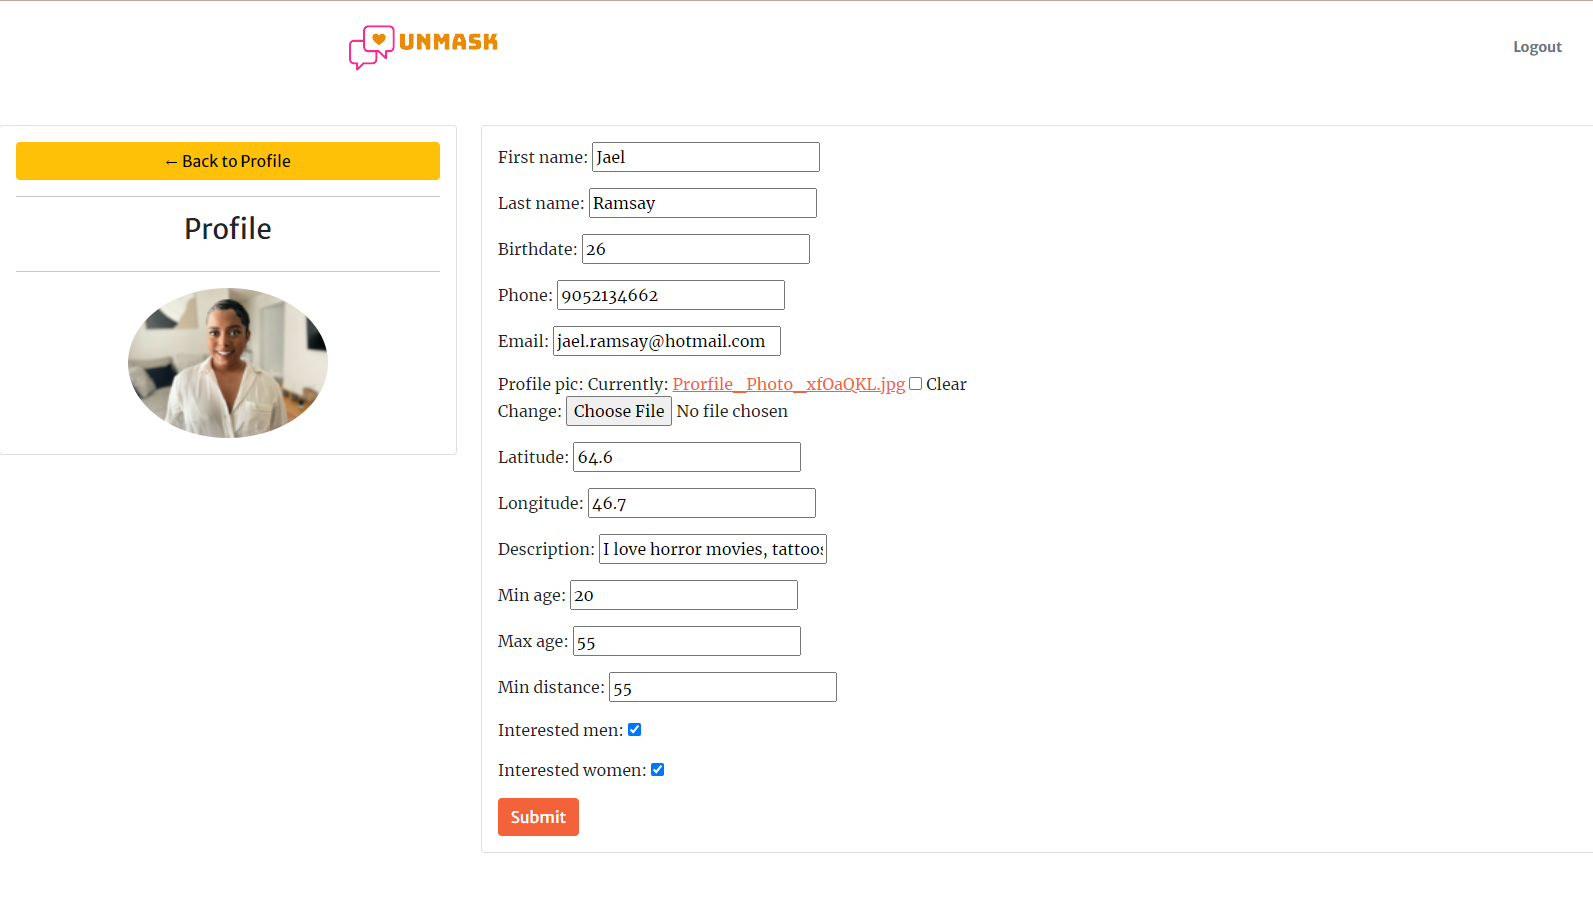 UNMASK
Logout
← Back to Profile
Profile
First name: Jael
Last name: Ramsay
Birthdate: 26
Phone: 9052134662
Email: jael.ramsay@hotmail.com
Profile pic: Currently: Prorfile_Photo_xfOaQKL.jpg Clear
Change: Choose File No file chosen
Latitude: 64.6
Longitude: 46.7
Description: I love horror movies, tattoos
Min age: 20
Max age: 55
Min distance: 55
Interested men:
Interested women:
Submit